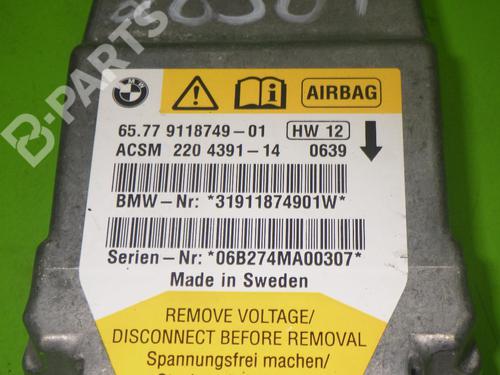 B-PARTS
BMW
AIRBAG
65.77 9118749-01 HW 12
ACSM 220 4391-14 0639
BMW-Nr: *31911874901W*
Serien-Nr: *06B274MA00307*
Made in Sweden
REMOVE VOLTAGE/
DISCONNECT BEFORE REMOVAL
Spannungsfrei machen/